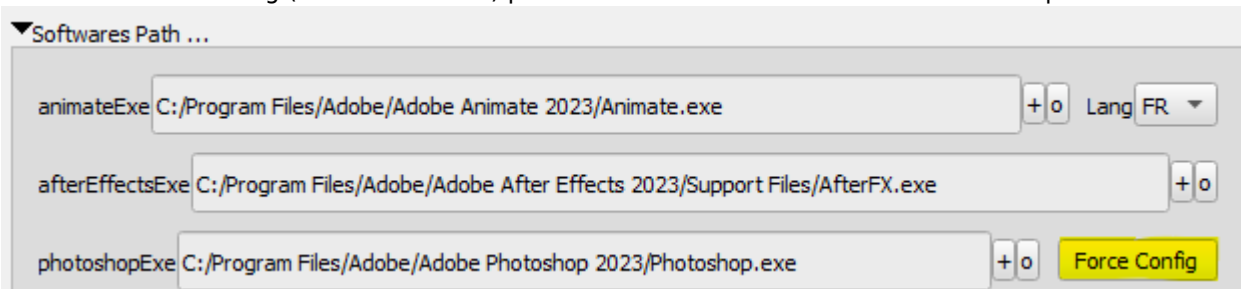 Softwares Path ...
animateExe C:/Program Files/Adobe/Adobe Animate 2023/Animate.exe + o Lang FR
afterEffectsExe C:/Program Files/Adobe/Adobe After Effects 2023/Support Files/AfterFX.exe + o
photoshopExe C:/Program Files/Adobe/Adobe Photoshop 2023/Photoshop.exe + o Force Config